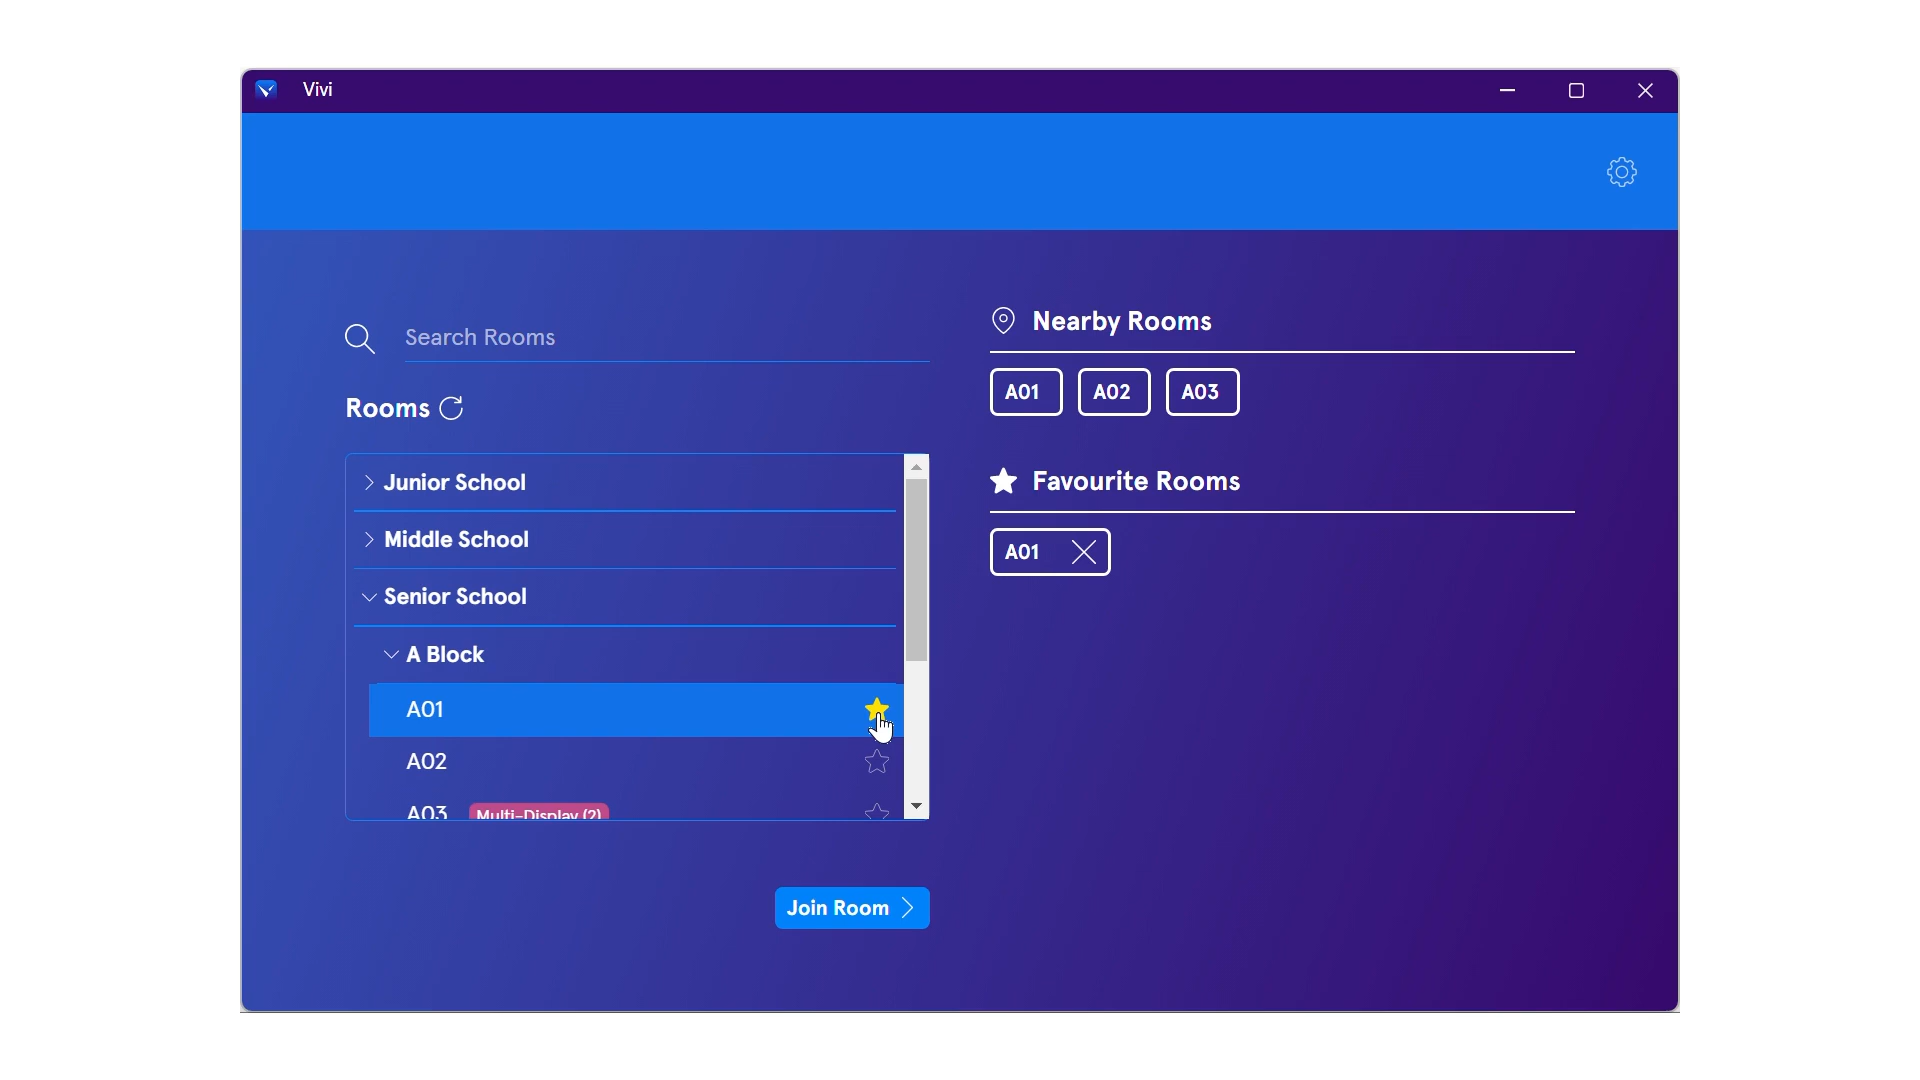 Vivi
Search Rooms
Rooms
Junior School
Middle School
Senior School
A Block
A01
A02
A03 Multi-Display (2)
Join Room
Nearby Rooms
A01 A02 A03
Favourite Rooms
A01